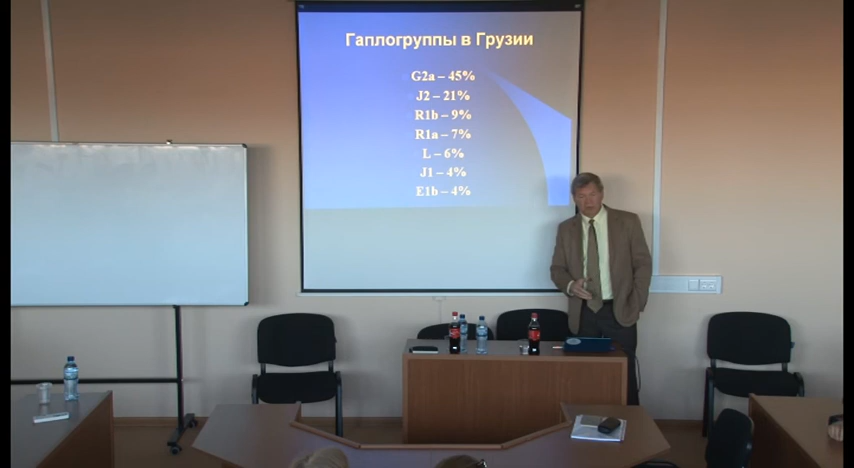 Гаплогруппы в Грузии
G2a – 45%
J2 – 21%
R1b – 9%
R1a – 7%
L – 6%
J1 – 4%
E1b – 4%